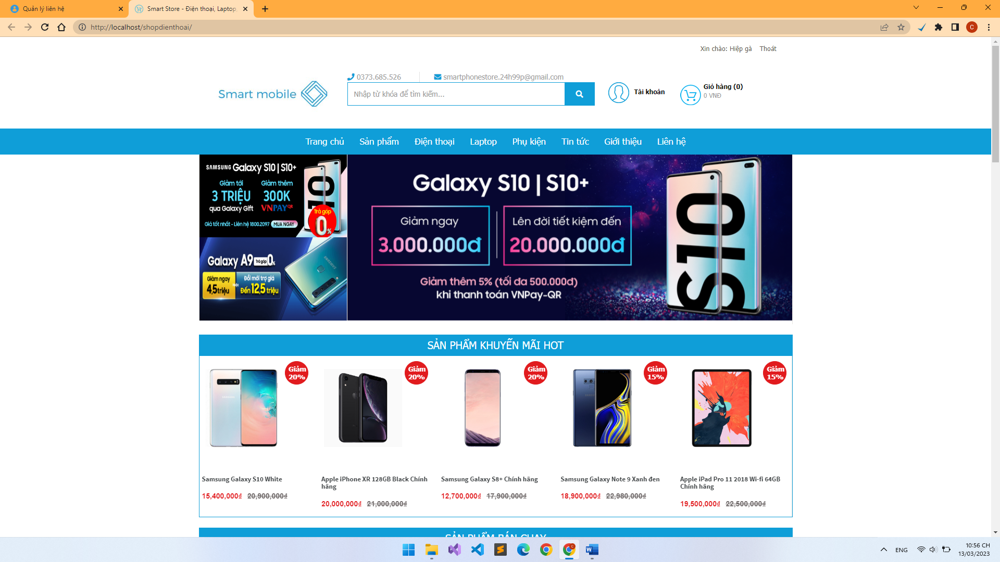 Quản lý liên hệ
Smart Store - Điện thoại, Laptop,
http://localhost/shopdienthoai/
C
Xin chào: Hiệp gà Thoát
0373.685.526
smartphonestore.24h99p@gmail.com
Smart mobile
Nhập từ khóa để tìm kiếm...
Tài khoản
Giỏ hàng (0)
0 VNĐ
Trang chủ Sản phẩm Điện thoại Laptop Phụ kiện Tin tức Giới thiệu Liên hệ
SAMSUNG Galaxy S10 | S10+
Giảm tới
3 TRIỆU
qua Galaxy Gift
Giảm thêm
300K
VNPAY QR
Trả góp
0%
Giá tốt nhất - Liên hệ 1800.2097 MUA NGAY
S10
Galaxy A9 Trả góp 0%
Giảm ngay
4,5 triệu
hoặc
Đổi mới trợ giá
Đến 12,5 triệu
SAMSUNG
Galaxy S10 | S10+
Giảm ngay
3.000.000đ
Lên đời tiết kiệm đến
20.000.000đ
Giảm thêm 5% (tối đa 500.000đ)
khi thanh toán VNPay-QR
S10
SẢN PHẨM KHUYẾN MÃI HOT
Giảm
20%
Giảm
20%
Giảm
20%
Giảm
15%
Giảm
15%
Samsung Galaxy S10 White
15,400,000₫ 20,900,000₫
Apple iPhone XR 128GB Black Chính
hãng
20,000,000₫ 21,000,000₫
Samsung Galaxy S8+ Chính hãng
12,700,000₫ 17,900,000₫
Samsung Galaxy Note 9 Xanh đen
18,900,000₫ 22,980,000₫
Apple iPad Pro 11 2018 Wi-fi 64GB
Chính hãng
19,500,000₫ 22,500,000₫
SẢN PHẨM BÁN CHẠY
ENG
10:56 CH
13/03/2023